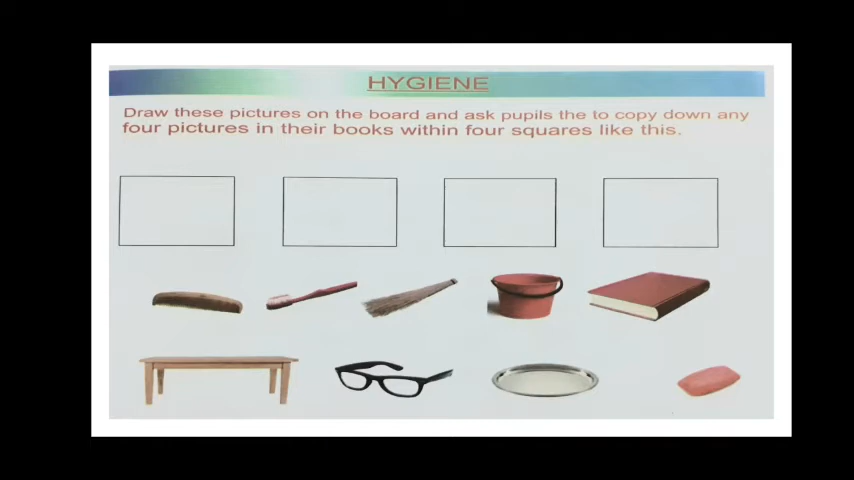 HYGIENE
Draw these pictures on the board and ask pupils the to copy down any
four pictures in their books within four squares like this.